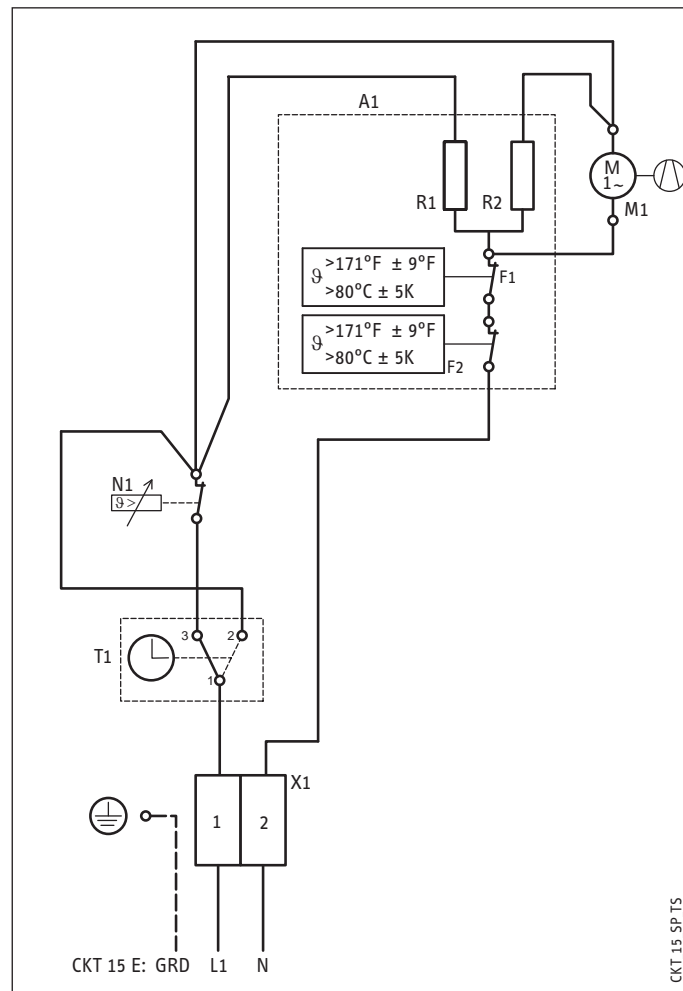 A1
M
1~
R1
R2
M1
ϑ >171°F ± 9°F
>80°C ± 5K
F1
ϑ >171°F ± 9°F
>80°C ± 5K
F2
N1
ϑ>
3
2
T1
1
X1
1
2
CKT 15 E: GRD L1 N
CKT 15 SP TS